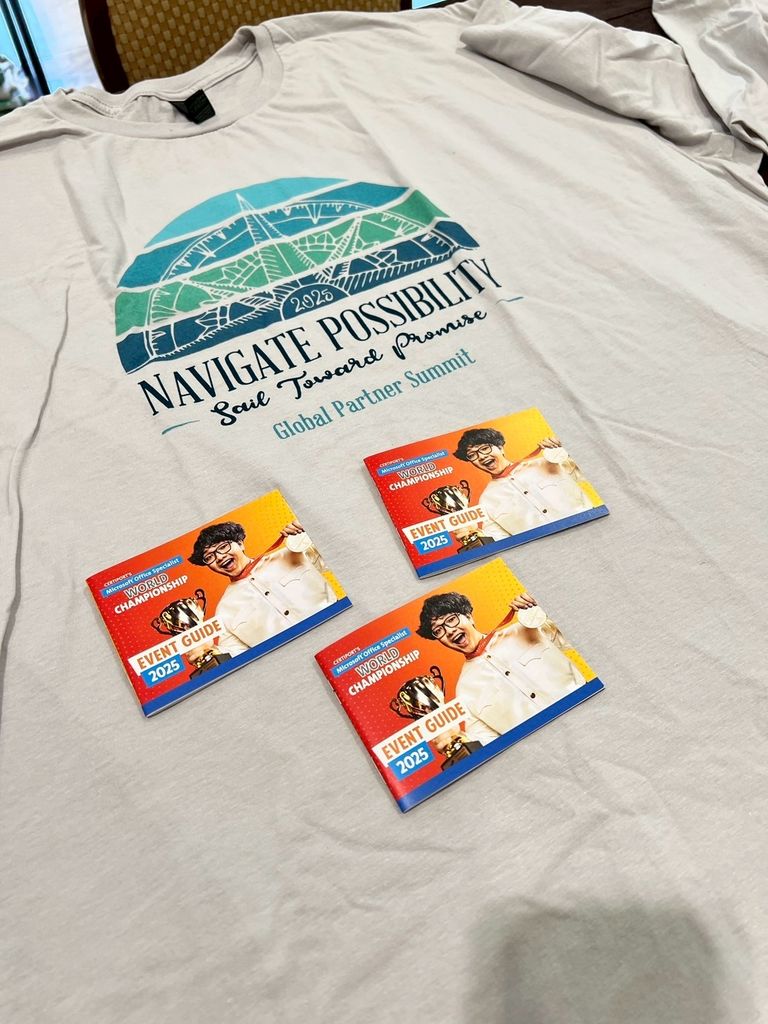 2025
NAVIGATE POSSIBILITY
Sail Toward Promise
Global Partner Summit
CERTIPORT'S
Microsoft Office Specialist
WORLD
CHAMPIONSHIP
EVENT GUIDE
2025
CERTIPORT'S
Microsoft Office Specialist
WORLD
CHAMPIONSHIP
EVENT GUIDE
2025
CERTIPORT'S
Microsoft Office Specialist
WORLD
CHAMPIONSHIP
EVENT GUIDE
2025